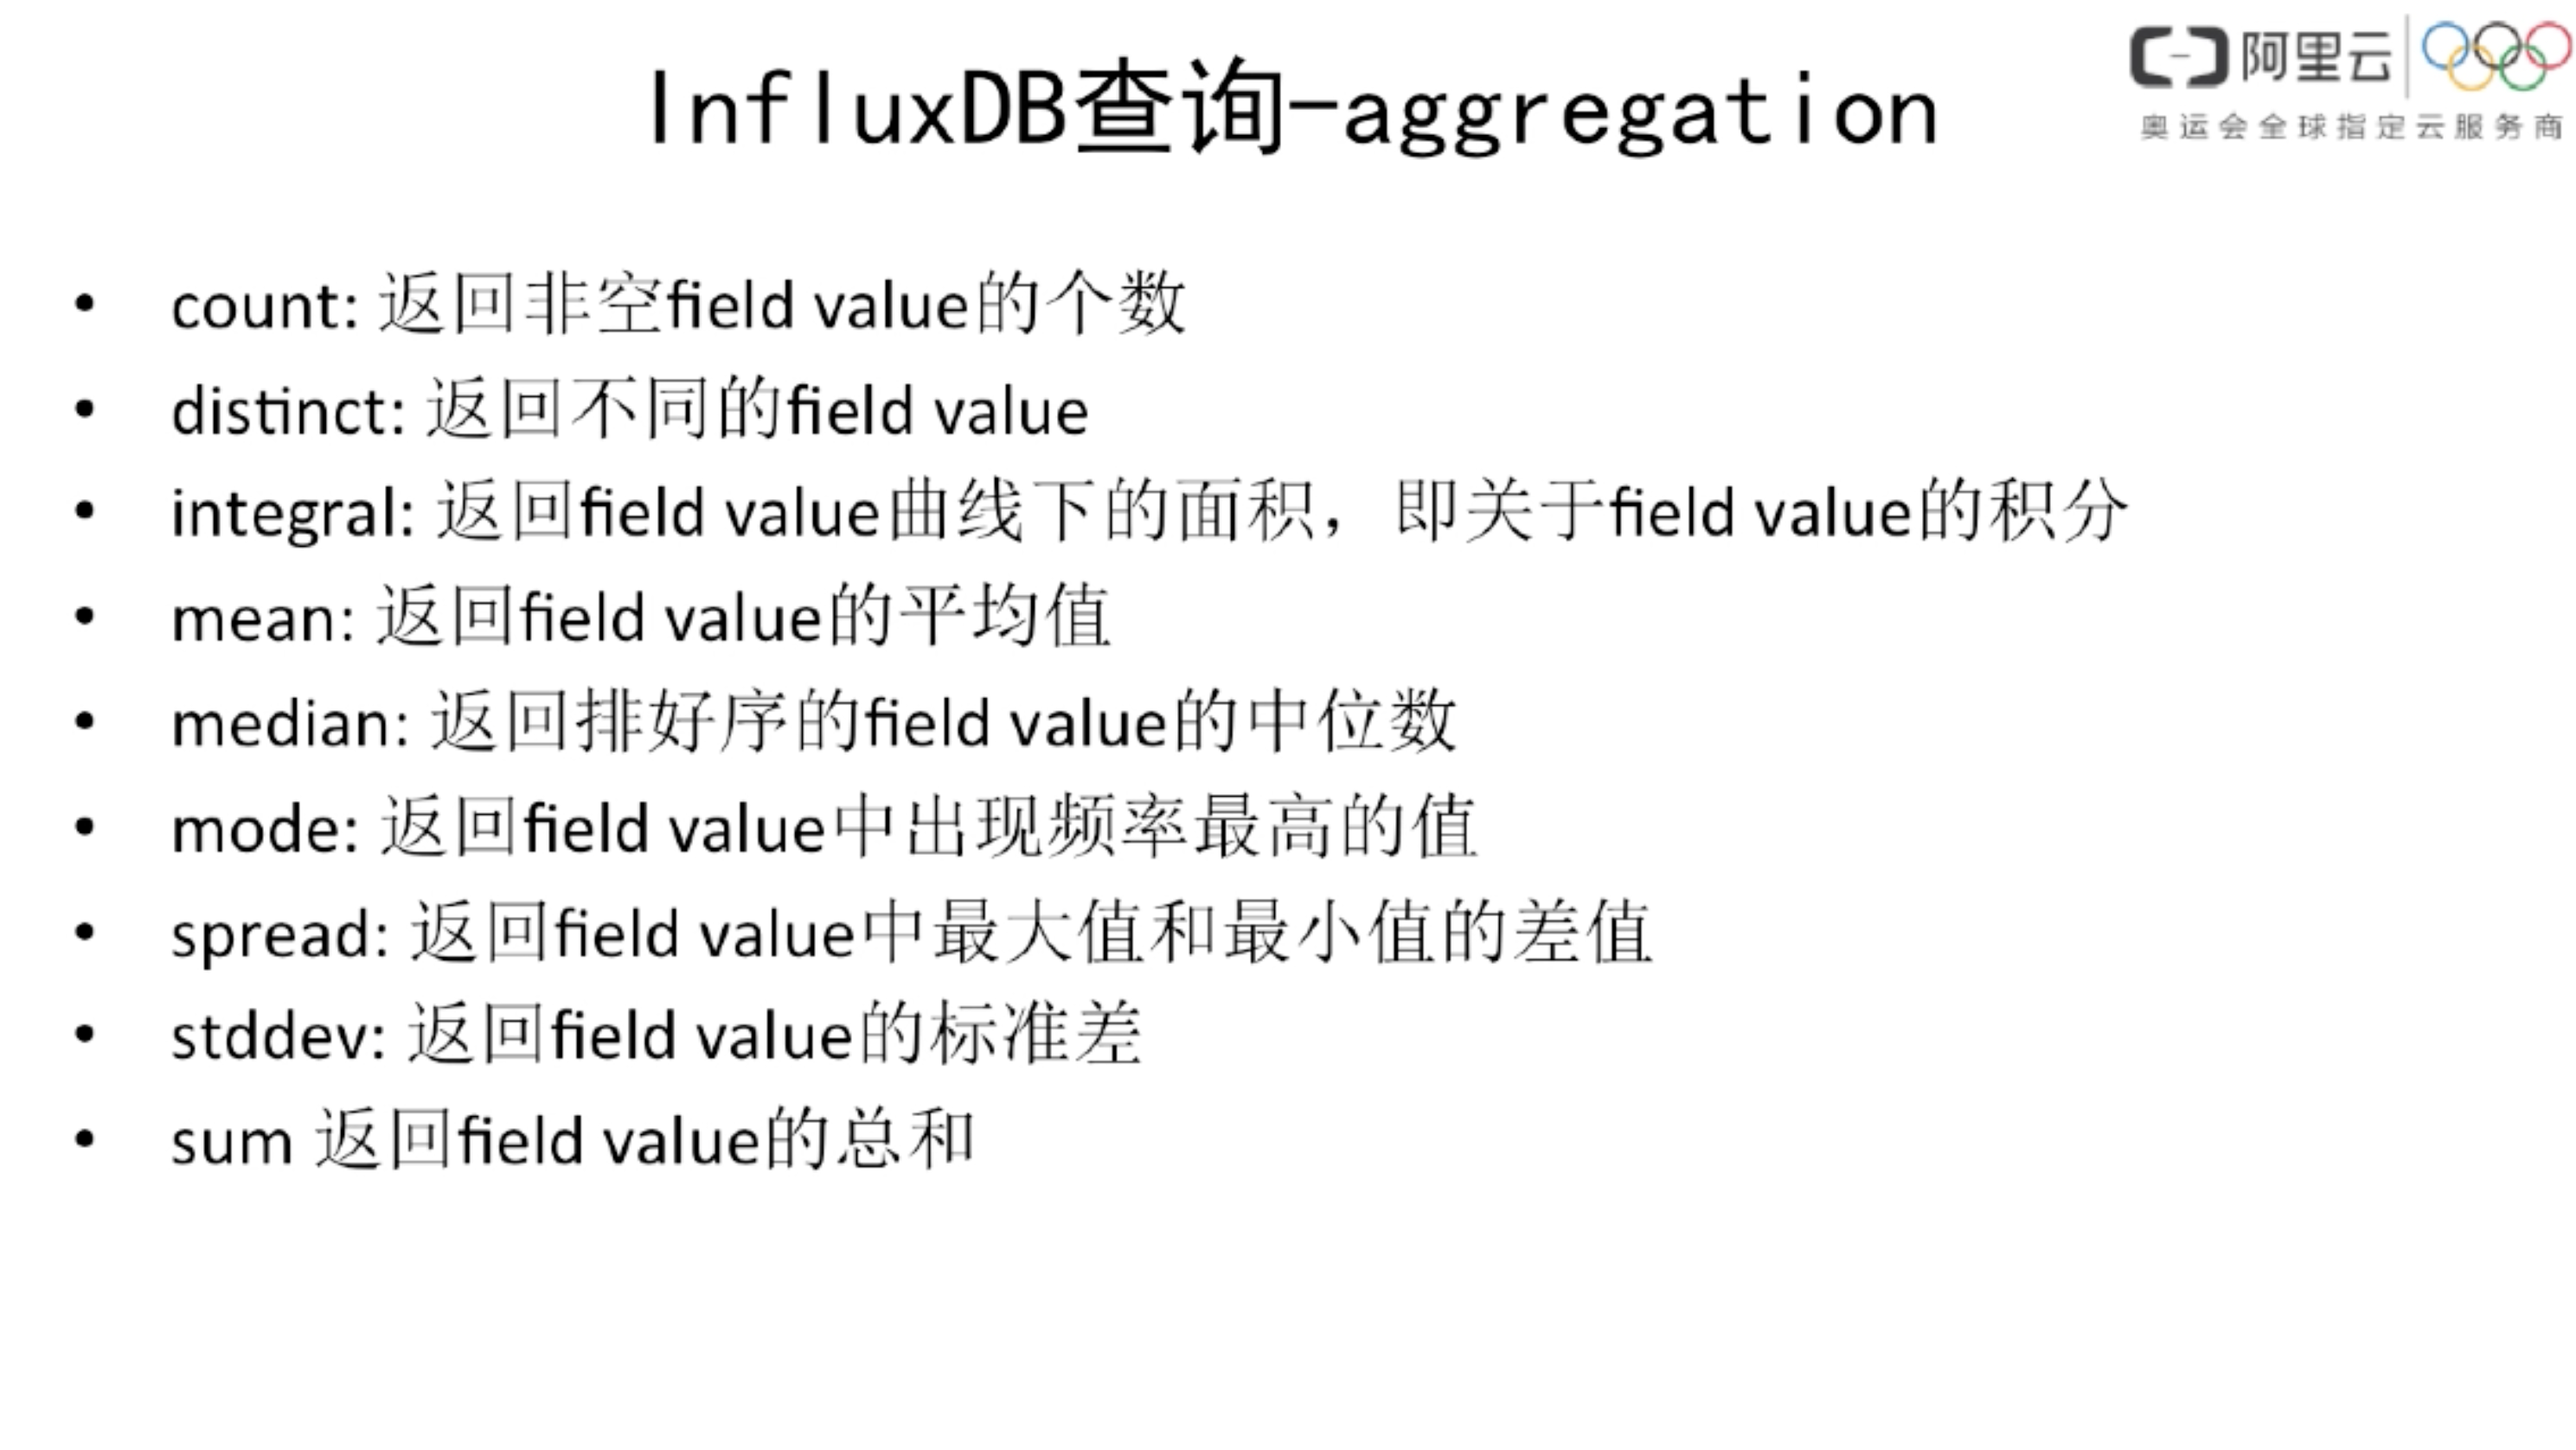 InfluxDB查询-aggregation
阿里云
奥运会全球指定云服务商
• count: 返回非空field value的个数
• distinct: 返回不同的field value
• integral: 返回field value曲线下的面积，即关于field value的积分
• mean: 返回field value的平均值
• median: 返回排好序的field value的中位数
• mode: 返回field value中出现频率最高的值
• spread: 返回field value中最大值和最小值的差值
• stddev: 返回field value的标准差
• sum 返回field value的总和